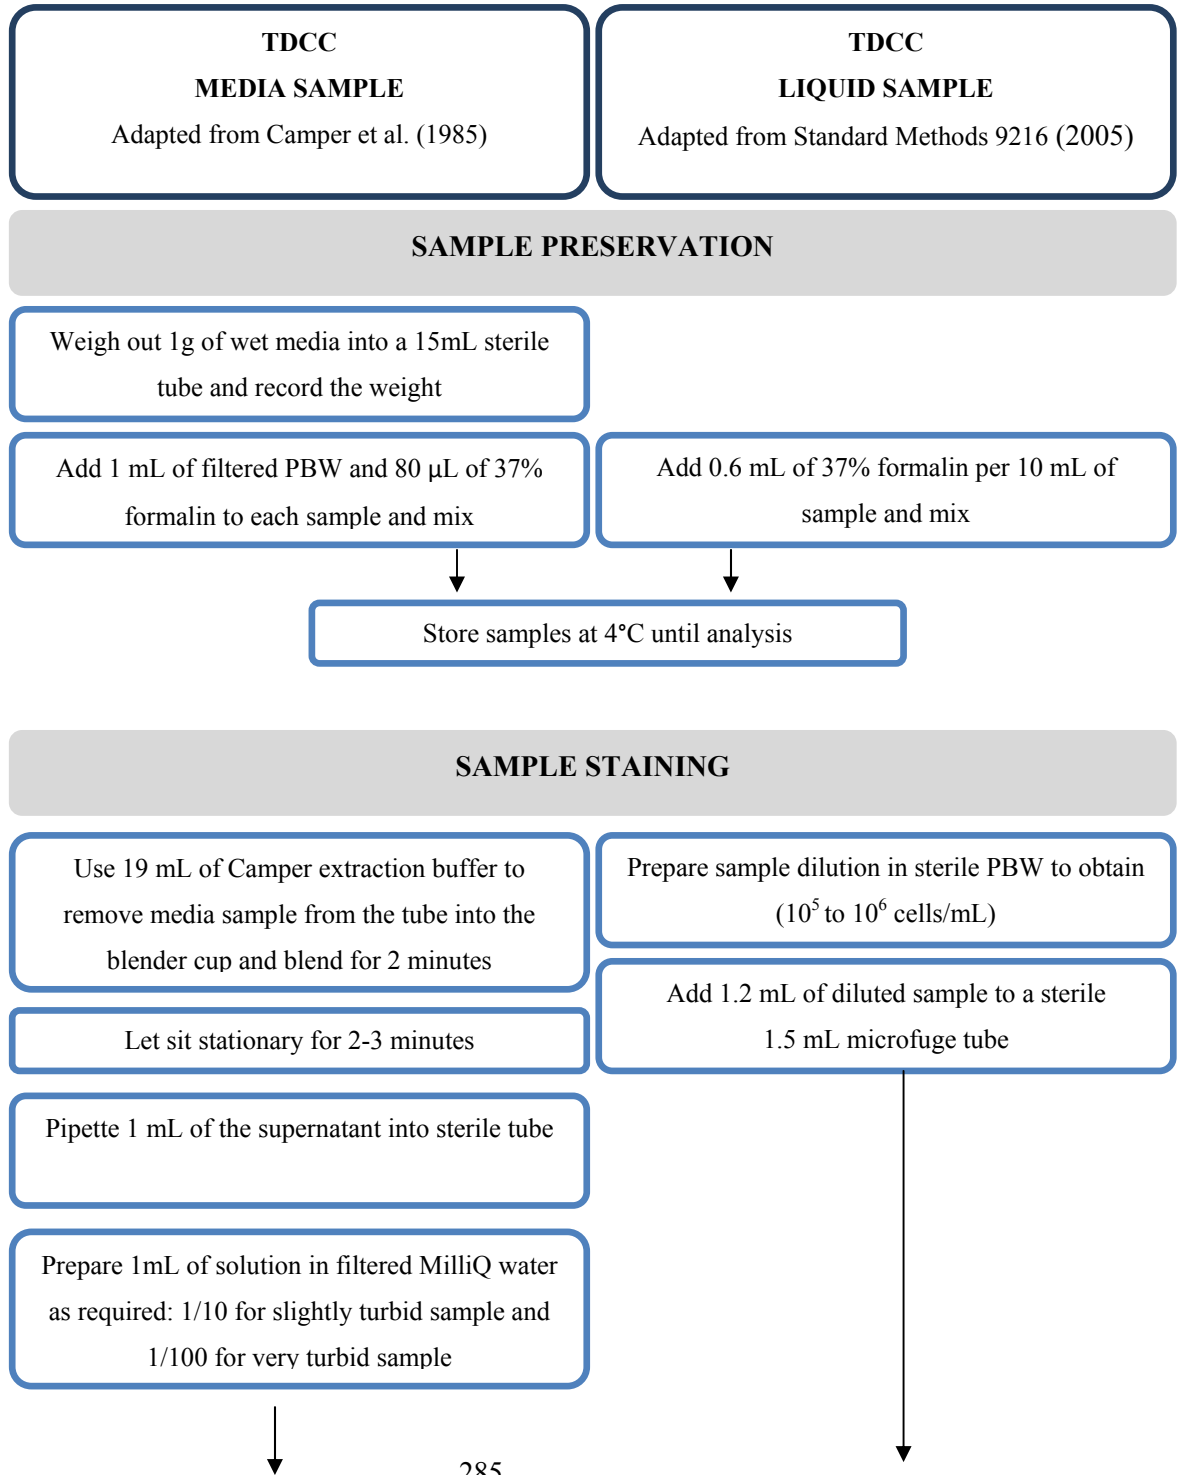 TDCC
MEDIA SAMPLE
Adapted from Camper et al. (1985)
TDCC
LIQUID SAMPLE
Adapted from Standard Methods 9216 (2005)
SAMPLE PRESERVATION
Weigh out 1g of wet media into a 15mL sterile
tube and record the weight
Add 1 mL of filtered PBW and 80 µL of 37%
formalin to each sample and mix
Add 0.6 mL of 37% formalin per 10 mL of
sample and mix
Store samples at 4°C until analysis
SAMPLE STAINING
Use 19 mL of Camper extraction buffer to
remove media sample from the tube into the
blender cup and blend for 2 minutes
Let sit stationary for 2-3 minutes
Pipette 1 mL of the supernatant into sterile tube
Prepare 1mL of solution in filtered MilliQ water
as required: 1/10 for slightly turbid sample and
1/100 for very turbid sample
Prepare sample dilution in sterile PBW to obtain
(10⁵ to 10⁶ cells/mL)
Add 1.2 mL of diluted sample to a sterile
1.5 mL microfuge tube
285